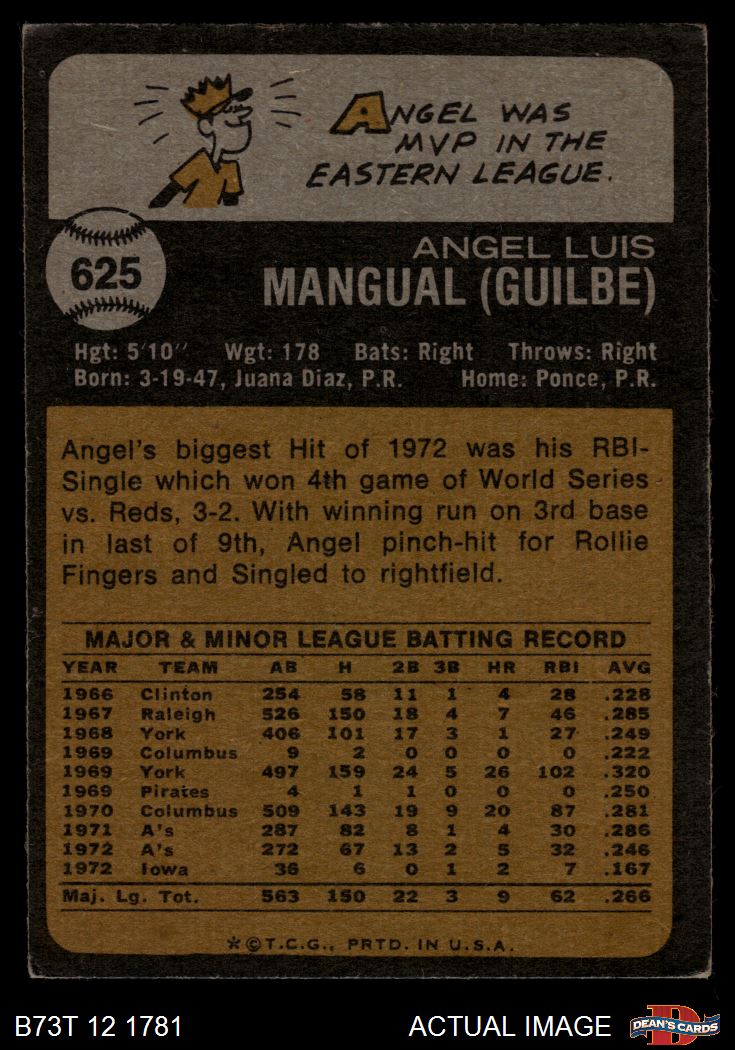 ANGEL WAS
MVP IN THE
EASTERN LEAGUE.
625
ANGEL LUIS
MANGUAL (GUILBE)
Hgt: 5'10" Wgt: 178 Bats: Right Throws: Right
Born: 3-19-47, Juana Diaz, P.R. Home: Ponce, P.R.
Angel's biggest Hit of 1972 was his RBI-
Single which won 4th game of World Series
vs. Reds, 3-2. With winning run on 3rd base
in last of 9th, Angel pinch-hit for Rollie
Fingers and Singled to rightfield.
MAJOR & MINOR LEAGUE BATTING RECORD
YEAR TEAM AB H 2B 3B HR RBI AVG
1966 Clinton 254 58 11 1 4 28 .228
1967 Raleigh 526 150 18 4 7 46 .285
1968 York 406 101 17 3 1 27 .249
1969 Columbus 9 2 0 0 0 0 .222
1969 York 497 159 24 5 26 102 .320
1969 Pirates 4 1 1 0 0 0 .250
1970 Columbus 509 143 19 9 20 87 .281
1971 A's 287 82 8 1 4 30 .286
1972 A's 272 67 13 2 5 32 .246
1972 Iowa 36 6 0 1 2 7 .167
Maj. Lg. Tot. 563 150 22 3 9 62 .266
*©T.C.G., PRTD. IN U.S.A.
B73T 12 1781 ACTUAL IMAGE D DEAN'S CARDS